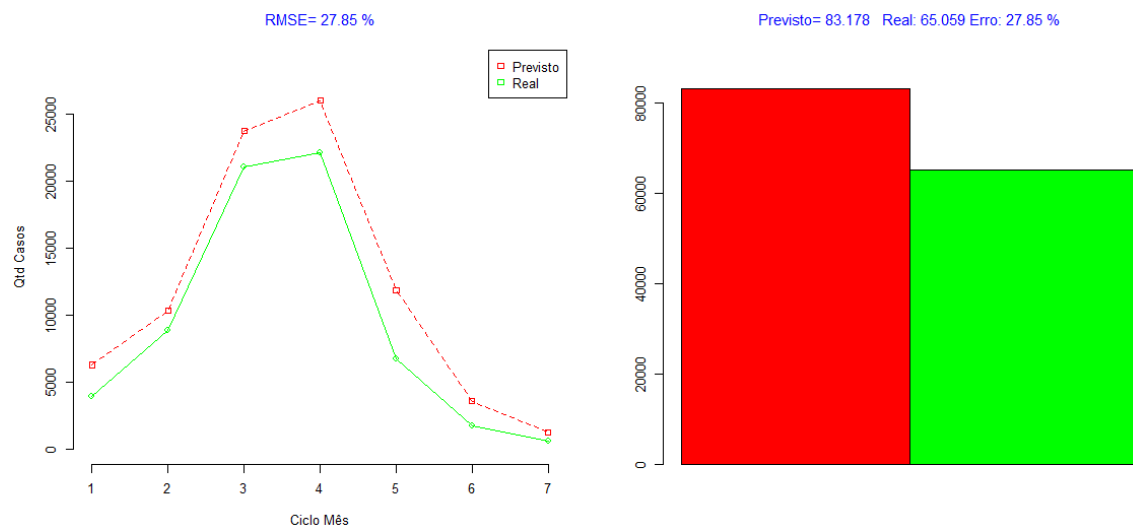 RMSE= 27.85 %
Previsto
Real
Qtd Casos
25000
20000
15000
10000
5000
0
1 2 3 4 5 6 7
Ciclo Mês
Previsto= 83.178 Real: 65.059 Erro: 27.85 %
80000
60000
40000
20000
0